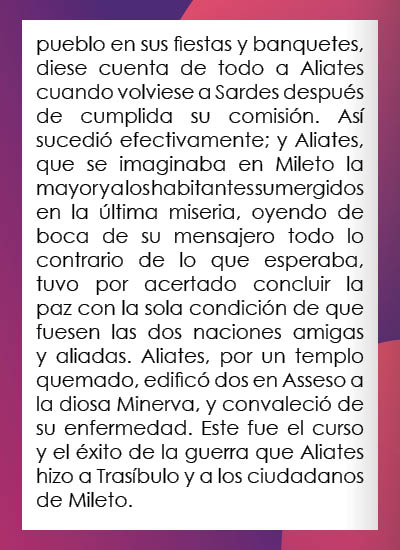 pueblo en sus fiestas y banquetes,
diese cuenta de todo a Aliates
cuando volviese a Sardes después
de cumplida su comisión. Así
sucedió efectivamente; y Aliates,
que se imaginaba en Mileto la
mayoryaloshabitantessumergidos
en la última miseria, oyendo de
boca de su mensajero todo lo
contrario de lo que esperaba,
tuvo por acertado concluir la
paz con la sola condición de que
fuesen las dos naciones amigas
y aliadas. Aliates, por un templo
quemado, edificó dos en Asseso a
la diosa Minerva, y convaleció de
su enfermedad. Este fue el curso
y el éxito de la guerra que Aliates
hizo a Trasíbulo y a los ciudadanos
de Mileto.